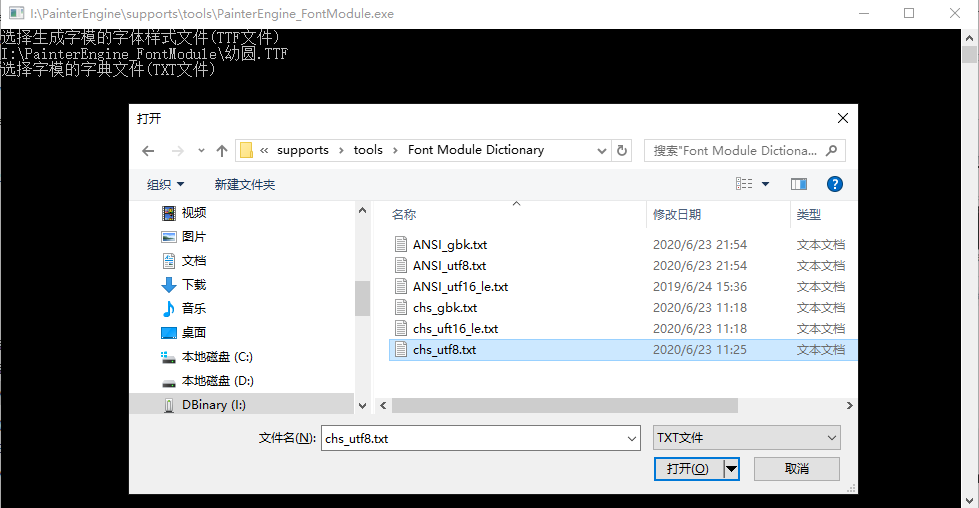 I:\PainterEngine\supports\tools\PainterEngine_FontModule.exe
选择生成字模的字体样式文件(TTF文件)
I:\PainterEngine_FontModule\幼圆.TTF
选择字模的字典文件(TXT文件)
打开
« supports › tools › Font Module Dictionary
搜索"Font Module Dictiona...
组织 新建文件夹
视频
图片
文档
下载
音乐
桌面
本地磁盘 (C:)
本地磁盘 (D:)
DBinary (I:)
名称 修改日期 类型
ANSI_gbk.txt 2020/6/23 21:54 文本文档
ANSI_utf8.txt 2020/6/23 21:54 文本文档
ANSI_utf16_le.txt 2019/6/24 15:36 文本文档
chs_gbk.txt 2020/6/23 11:18 文本文档
chs_uft16_le.txt 2020/6/23 11:18 文本文档
chs_utf8.txt 2020/6/23 11:25 文本文档
文件名(N): chs_utf8.txt TXT文件
打开(O) 取消